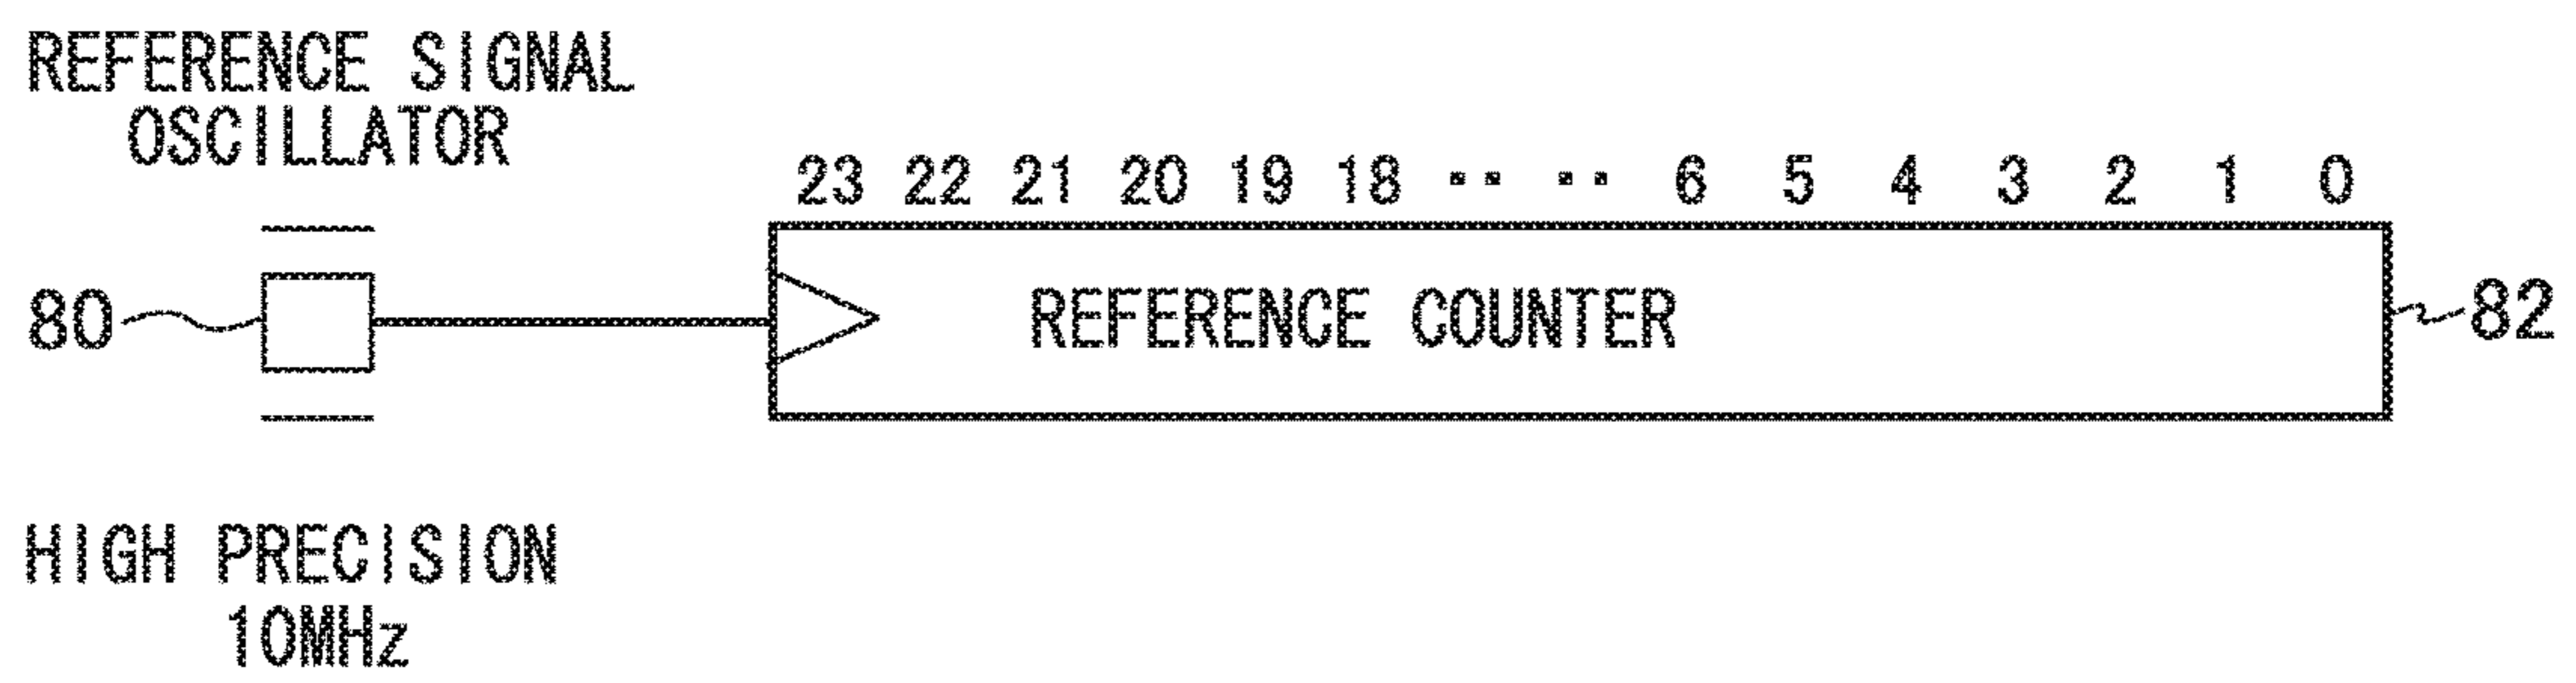 REFERENCE SIGNAL
OSCILLATOR
23 22 21 20 19 18 ‥ ‥ 6 5 4 3 2 1 0
80
REFERENCE COUNTER
82
HIGH PRECISION
10MHz